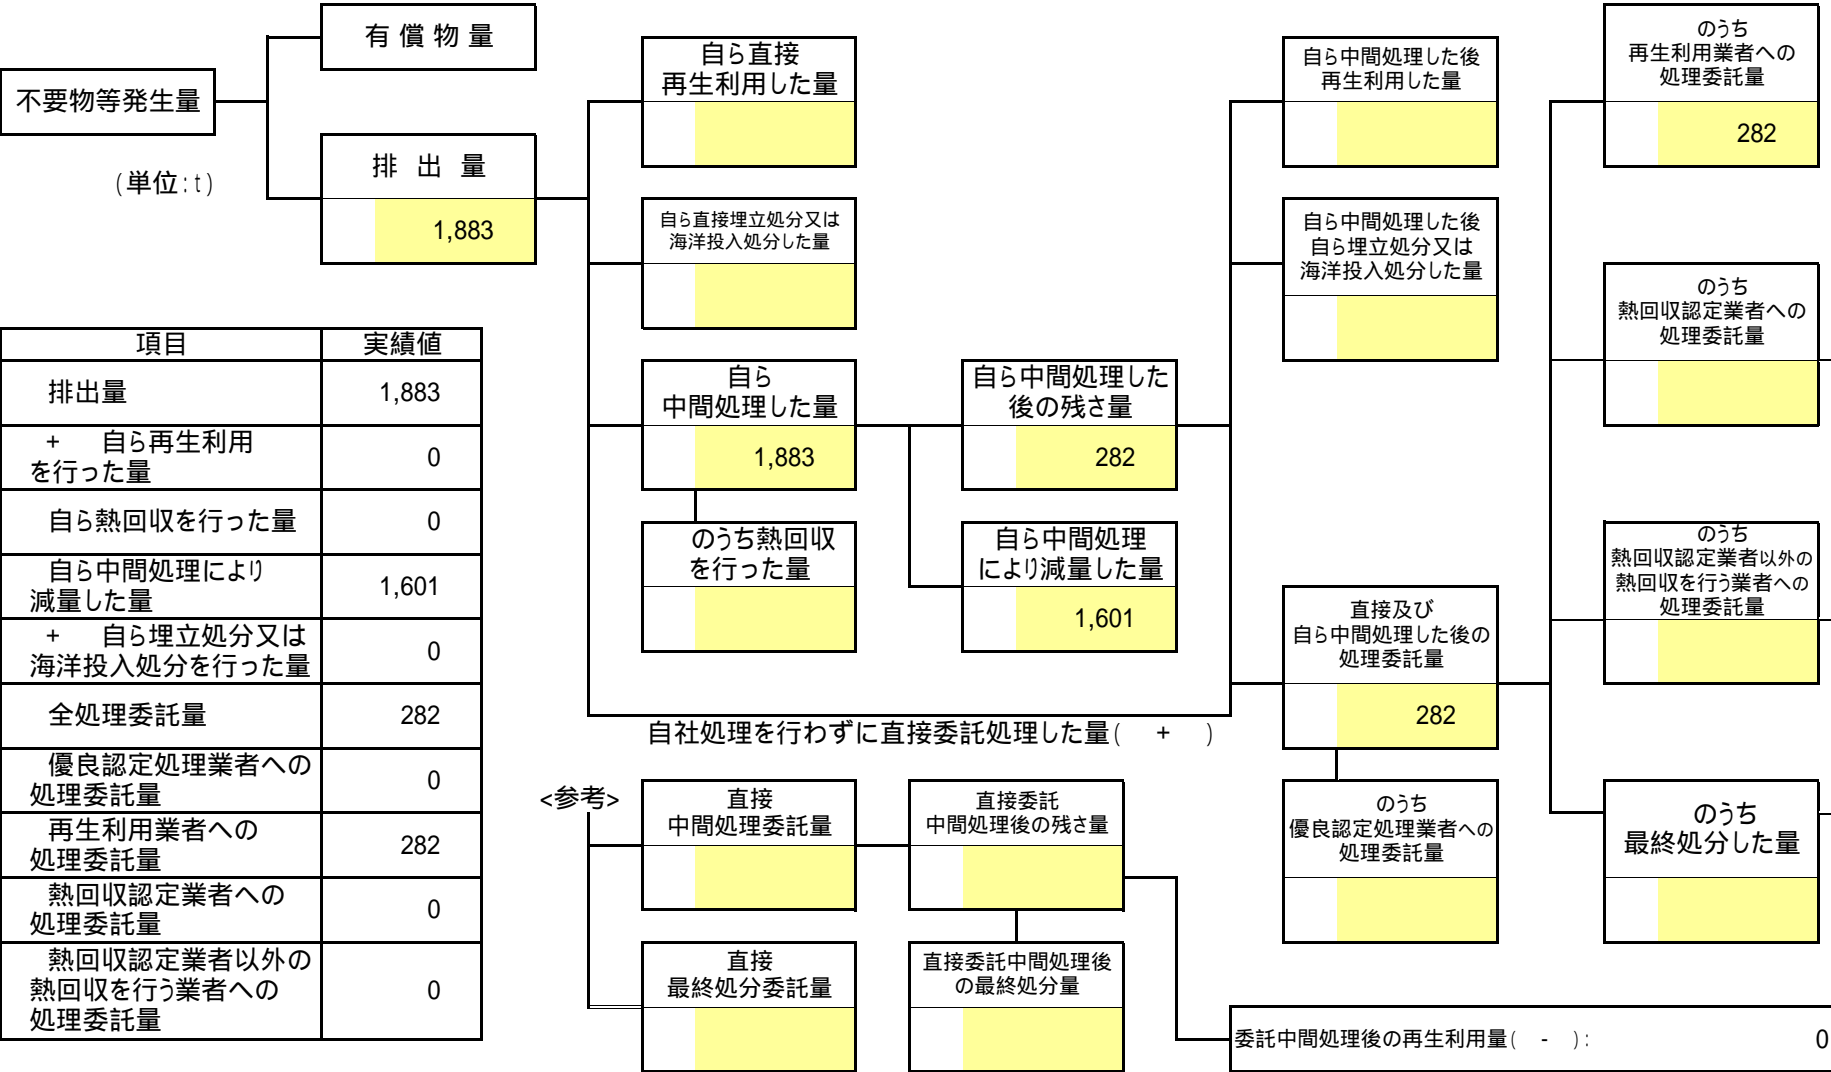 有 償 物 量
不要物等発生量
(単位:t)
排 出 量
1,883
自ら直接
再生利用した量
自ら直接埋立処分又は
海洋投入処分した量
自ら
中間処理した量
1,883
のうち熱回収
を行った量
自ら中間処理した
後の残さ量
282
自ら中間処理
により減量した量
1,601
自ら中間処理した後
再生利用した量
自ら中間処理した後
自ら埋立処分又は
海洋投入処分した量
直接及び
自ら中間処理した後の
処理委託量
282
のうち
優良認定処理業者への
処理委託量
のうち
再生利用業者への
処理委託量
282
のうち
熱回収認定業者への
処理委託量
のうち
熱回収認定業者以外の
熱回収を行う業者への
処理委託量
のうち
最終処分した量
自社処理を行わずに直接委託処理した量(　+　)
<参考>
直接
中間処理委託量
直接委託
中間処理後の残さ量
直接
最終処分委託量
直接委託中間処理後
の最終処分量
委託中間処理後の再生利用量(　-　): 0
項目 実績値
排出量 1,883
+　自ら再生利用
を行った量 0
自ら熱回収を行った量 0
自ら中間処理により
減量した量 1,601
+　自ら埋立処分又は
海洋投入処分を行った量 0
全処理委託量 282
優良認定処理業者への
処理委託量 0
再生利用業者への
処理委託量 282
熱回収認定業者への
処理委託量 0
熱回収認定業者以外の
熱回収を行う業者への
処理委託量 0